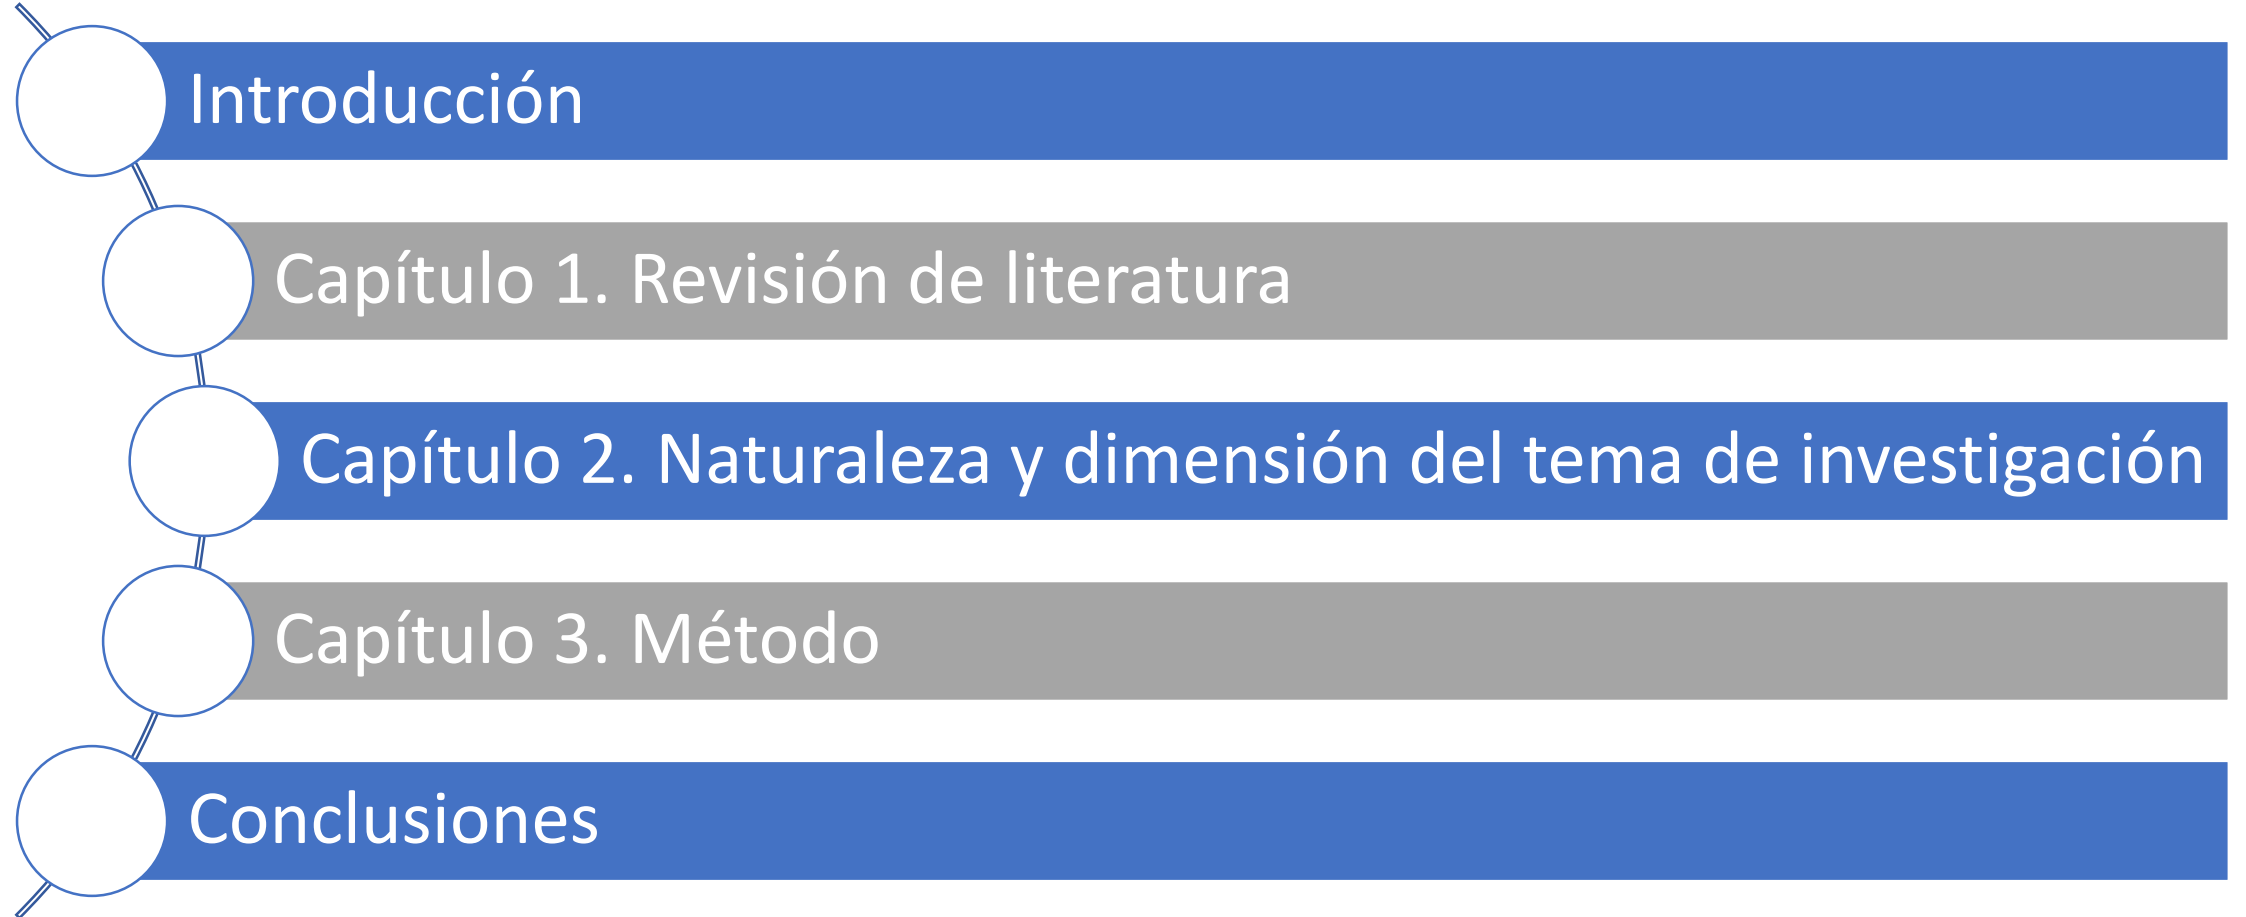 Introducción
Capítulo 1. Revisión de literatura
Capítulo 2. Naturaleza y dimensión del tema de investigación
Capítulo 3. Método
Conclusiones